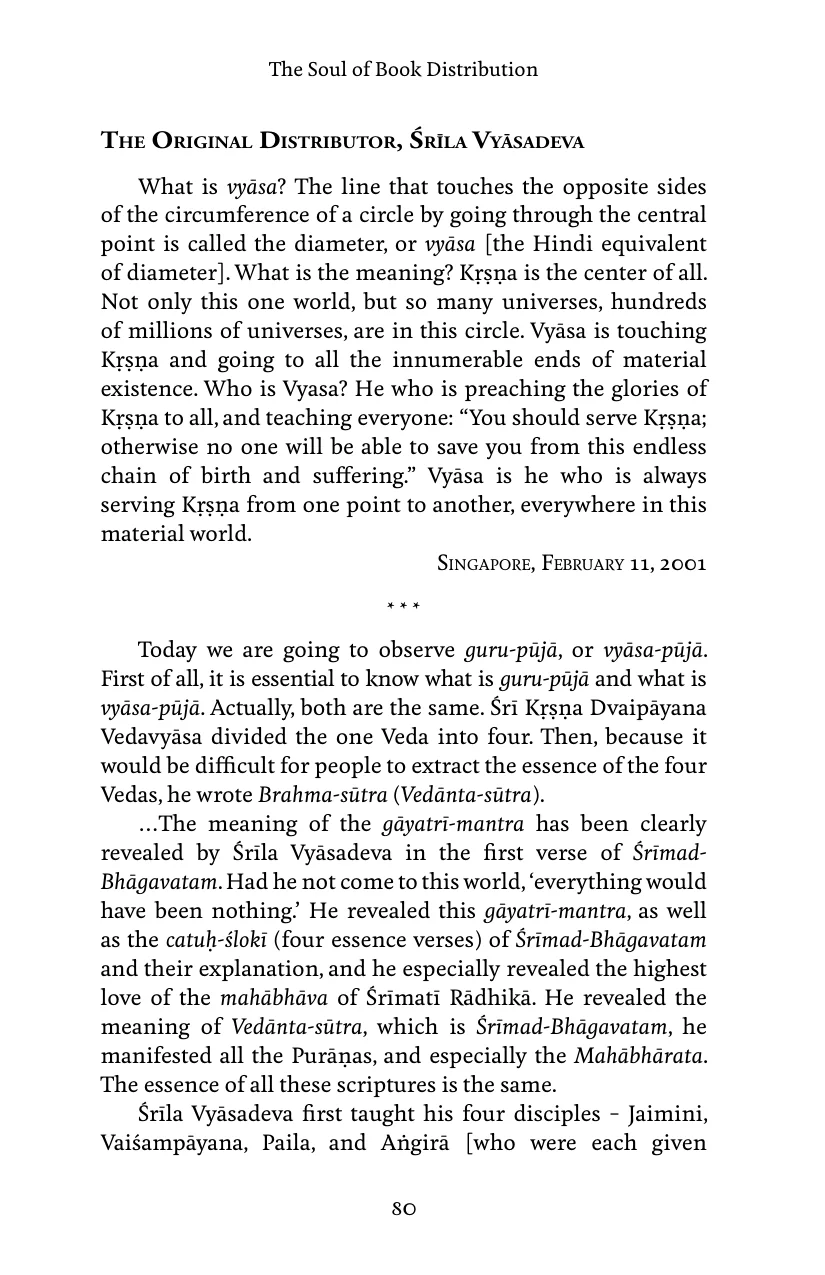 The Soul of Book Distribution
The Original Distributor, Śrīla Vyāsadeva
What is vyāsa? The line that touches the opposite sides
of the circumference of a circle by going through the central
point is called the diameter, or vyāsa [the Hindi equivalent
of diameter]. What is the meaning? Kṛṣṇa is the center of all.
Not only this one world, but so many universes, hundreds
of millions of universes, are in this circle. Vyāsa is touching
Kṛṣṇa and going to all the innumerable ends of material
existence. Who is Vyasa? He who is preaching the glories of
Kṛṣṇa to all, and teaching everyone: “You should serve Kṛṣṇa;
otherwise no one will be able to save you from this endless
chain of birth and suffering.” Vyāsa is he who is always
serving Kṛṣṇa from one point to another, everywhere in this
material world.
Singapore, February 11, 2001
* * *
Today we are going to observe guru-pūjā, or vyāsa-pūjā.
First of all, it is essential to know what is guru-pūjā and what is
vyāsa-pūjā. Actually, both are the same. Śrī Kṛṣṇa Dvaipāyana
Vedavyāsa divided the one Veda into four. Then, because it
would be difficult for people to extract the essence of the four
Vedas, he wrote Brahma-sūtra (Vedānta-sūtra).
…The meaning of the gāyatrī-mantra has been clearly
revealed by Śrīla Vyāsadeva in the first verse of Śrīmad-
Bhāgavatam. Had he not come to this world, ‘everything would
have been nothing.’ He revealed this gāyatrī-mantra, as well
as the catuḥ-ślokī (four essence verses) of Śrīmad-Bhāgavatam
and their explanation, and he especially revealed the highest
love of the mahābhāva of Śrīmatī Rādhikā. He revealed the
meaning of Vedānta-sūtra, which is Śrīmad-Bhāgavatam, he
manifested all the Purāṇas, and especially the Mahābhārata.
The essence of all these scriptures is the same.
Śrīla Vyāsadeva first taught his four disciples – Jaimini,
Vaiśampāyana, Paila, and Aṅgirā [who were each given
80